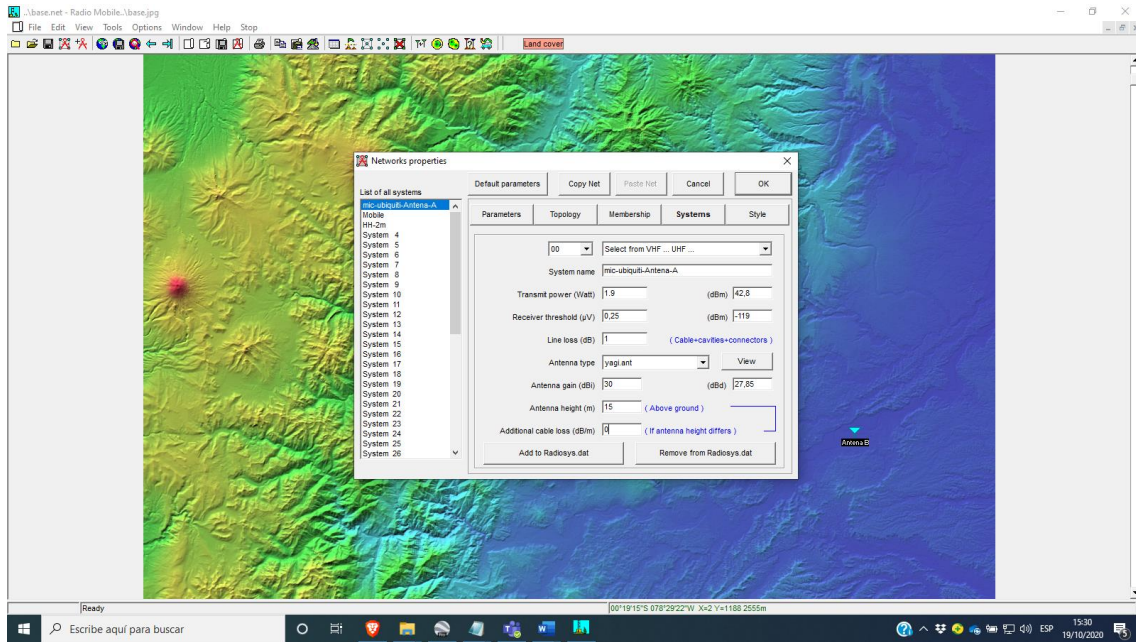 ..\base.net - Radio Mobile..\base.jpg
File Edit View Tools Options Window Help Stop
Land cover
Networks properties
Default parameters Copy Net Paste Net Cancel OK
List of all systems
mic-ubiquiti-Antena-A
Mobile
HH-2m
System 4
System 5
System 6
System 7
System 8
System 9
System 10
System 11
System 12
System 13
System 14
System 15
System 16
System 17
System 18
System 19
System 20
System 21
System 22
System 23
System 24
System 25
System 26
Parameters Topology Membership Systems Style
00 Select from VHF ... UHF ...
System name mic-ubiquiti-Antena-A
Transmit power (Watt) 1.9 (dBm) 42,8
Receiver threshold (µV) 0,25 (dBm) -119
Line loss (dB) 1 ( Cable+cavities+connectors )
Antenna type yagi.ant View
Antenna gain (dBi) 30 (dBd) 27,85
Antenna height (m) 15 ( Above ground )
Additional cable loss (dB/m) 0 ( If antenna height differs )
Add to Radiosys.dat Remove from Radiosys.dat
Antena B
Ready 00°19'15"S 078°29'22"W X=2 Y=1188 2555m
Escribe aquí para buscar
ESP
15:30
19/10/2020